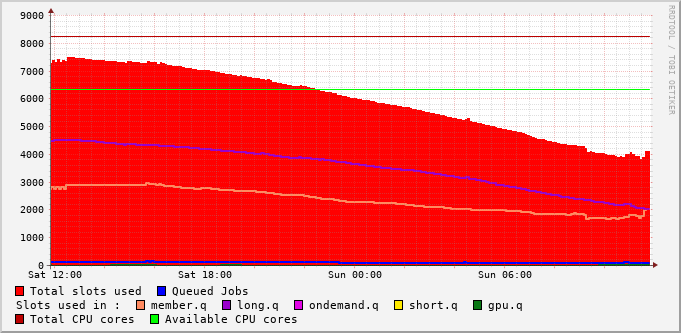 9000
8000
7000
6000
5000
4000
3000
2000
1000
0
Sat 12:00 Sat 18:00 Sun 00:00 Sun 06:00
Total slots used Queued Jobs
Slots used in : member.q long.q ondemand.q short.q gpu.q
Total CPU cores Available CPU cores
RRDTOOL / TOBI OETIKER